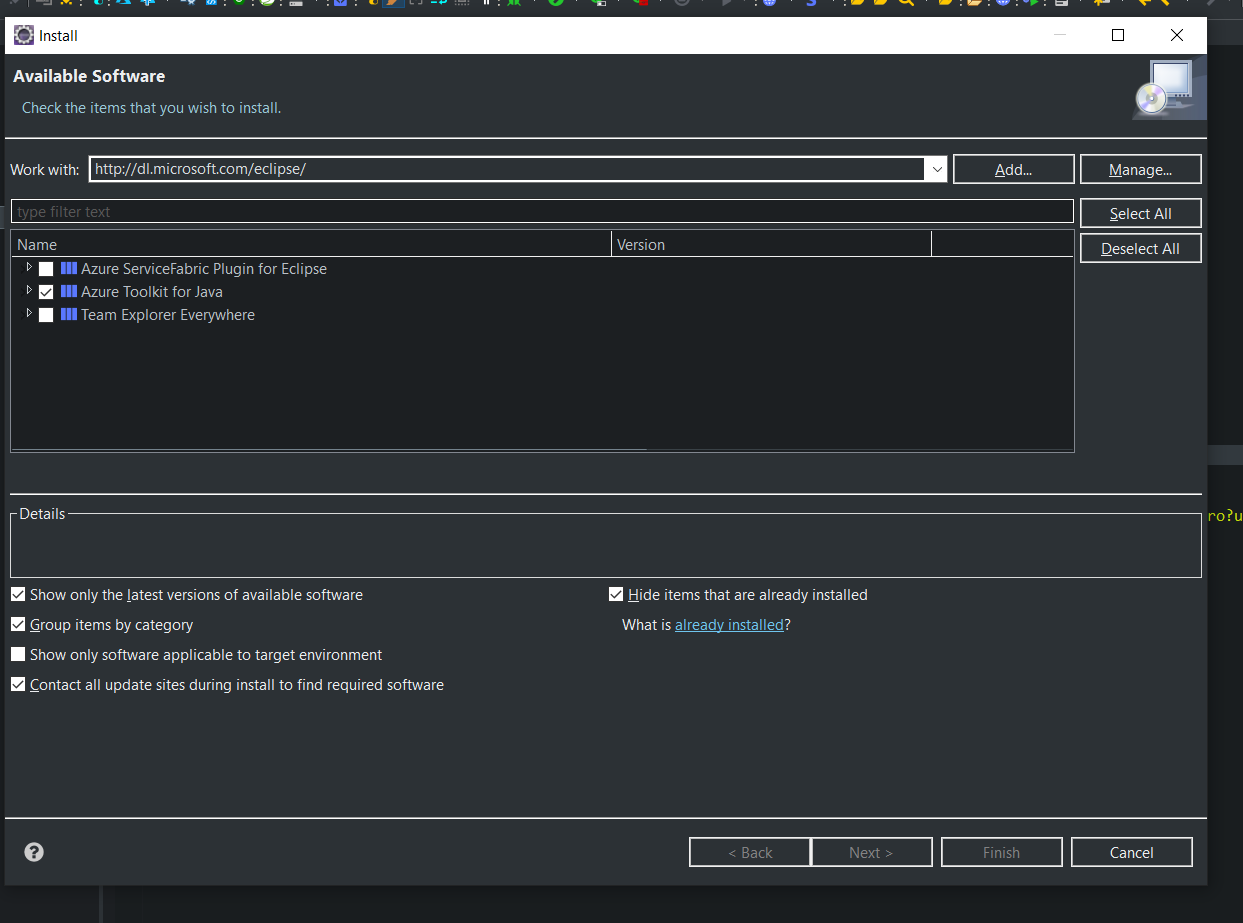 Install
Available Software
Check the items that you wish to install.
Work with: http://dl.microsoft.com/eclipse/ Add... Manage...
type filter text Select All
Name Version Deselect All
Azure ServiceFabric Plugin for Eclipse
Azure Toolkit for Java
Team Explorer Everywhere
ro?u
Details
Show only the latest versions of available software Hide items that are already installed
Group items by category What is already installed?
Show only software applicable to target environment
Contact all update sites during install to find required software
? < Back Next > Finish Cancel